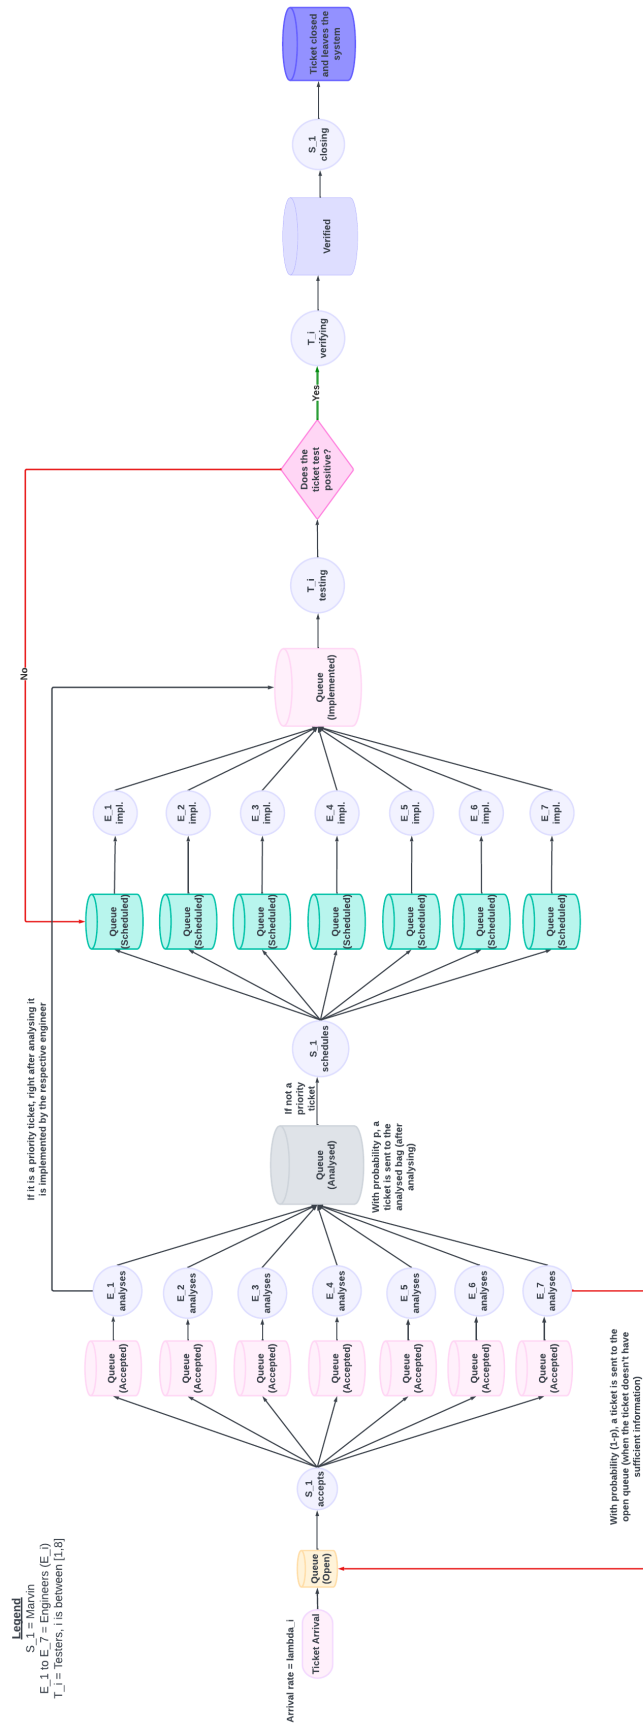 Legend
S_1 = Marvin
E_1 to E_7 = Engineers (E_i)
T_i = Testers, i is between [1,8]
Arrival rate = lambda_i
Ticket Arrival
Queue
(Open)
S_1
accepts
Queue
(Accepted)
Queue
(Accepted)
Queue
(Accepted)
Queue
(Accepted)
Queue
(Accepted)
Queue
(Accepted)
Queue
(Accepted)
E_1
analyses
E_2
analyses
E_3
analyses
E_4
analyses
E_5
analyses
E_6
analyses
E_7
analyses
With probability (1-p), a ticket is sent to the
open queue (when the ticket doesn't have
sufficient information)
If it is a priority ticket, right after analysing it
is implemented by the respective engineer
Queue
(Analysed)
With probability p, a
ticket is sent to the
analysed bag (after
analysing)
If not a
priority
ticket
S_1
schedules
Queue
(Scheduled)
Queue
(Scheduled)
Queue
(Scheduled)
Queue
(Scheduled)
Queue
(Scheduled)
Queue
(Scheduled)
Queue
(Scheduled)
E_1
impl.
E_2
impl.
E_3
impl.
E_4
impl.
E_5
impl.
E_6
impl.
E_7
impl.
Queue
(Implemented)
No
T_i
testing
Does the
ticket test
positive?
Yes
T_i
verifying
Verified
S_1
closing
Ticket closed
and leaves the
system